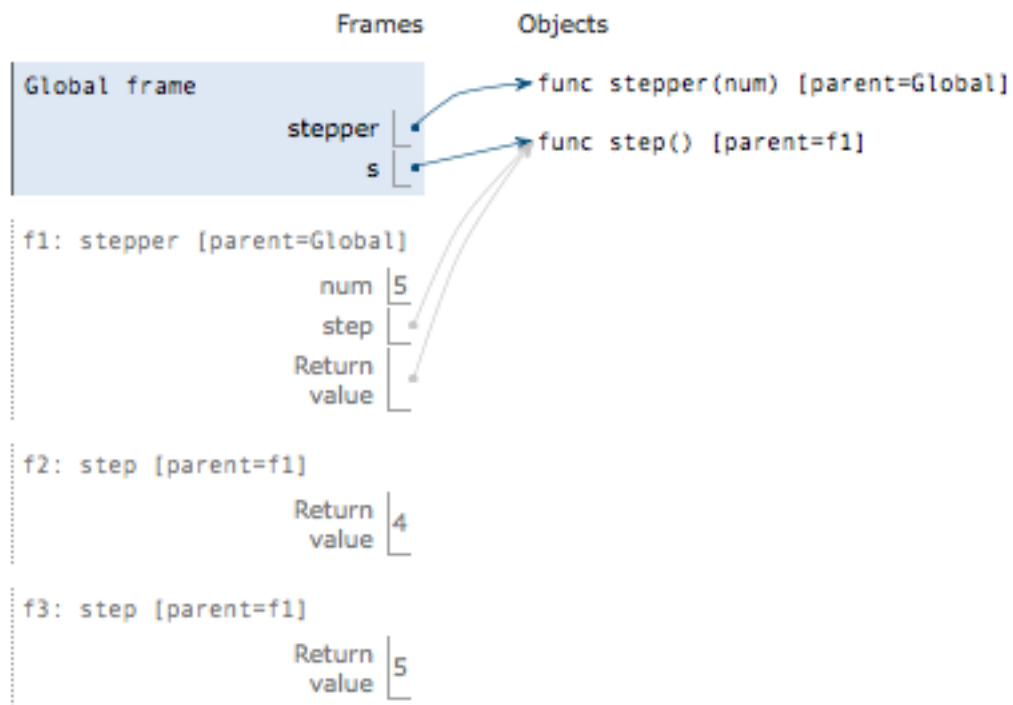 Frames Objects
Global frame
func stepper(num) [parent=Global]
stepper
func step() [parent=f1]
s
f1: stepper [parent=Global]
num 5
step
Return
value
f2: step [parent=f1]
Return
value 4
f3: step [parent=f1]
Return
value 5